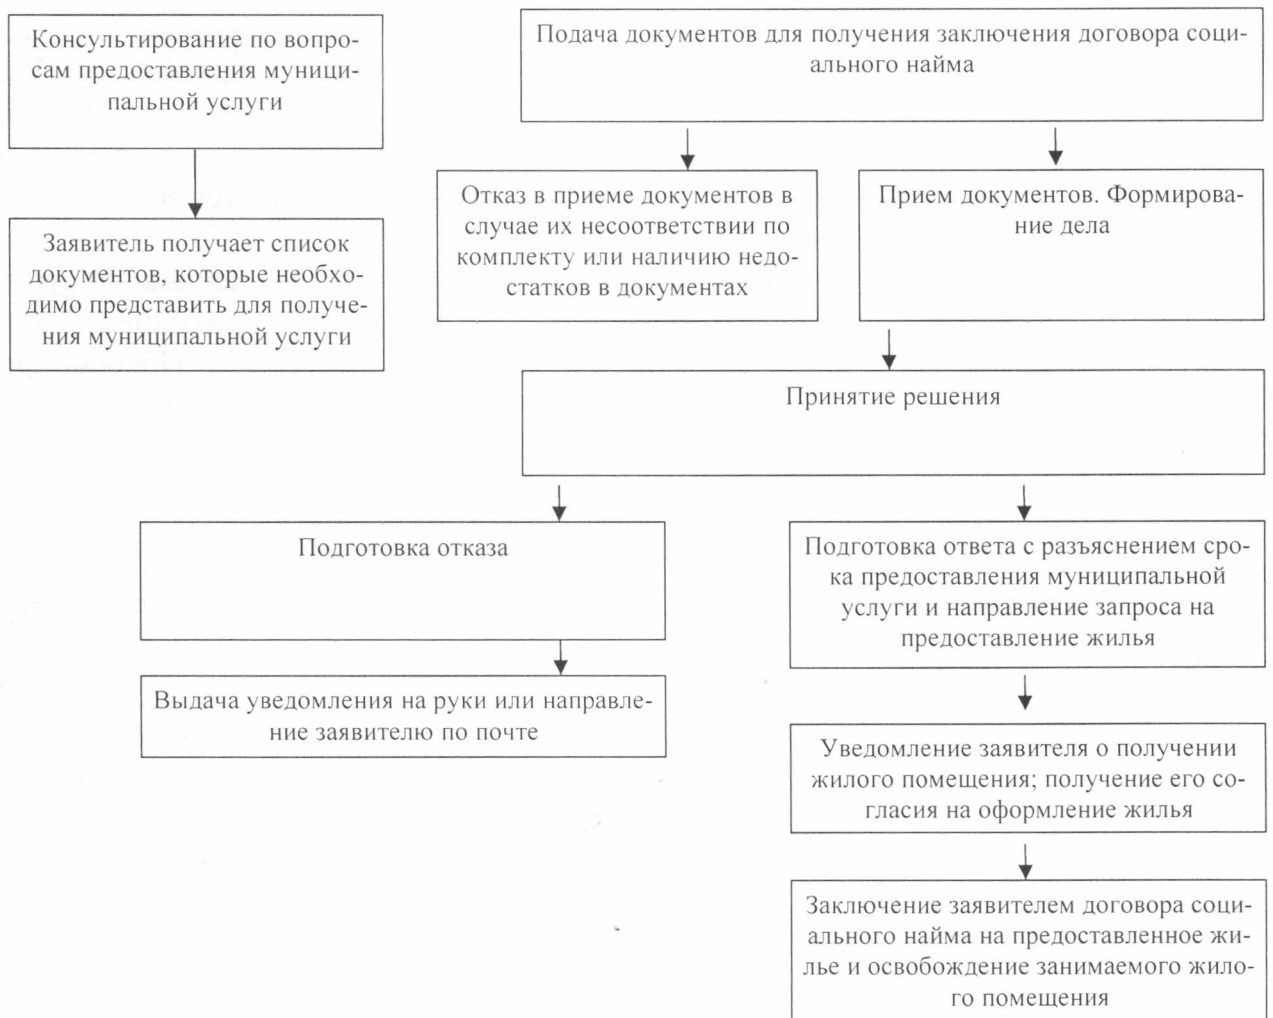 Консультирование по вопро-
сам предоставления муници-
пальной услуги
Подача документов для получения заключения договора соци-
ального найма
Заявитель получает список
документов, которые необхо-
димо представить для получе-
ния муниципальной услуги
Отказ в приеме документов в
случае их несоответствии по
комплекту или наличию недо-
статков в документах
Прием документов. Формирова-
ние дела
Принятие решения
Подготовка отказа
Подготовка ответа с разъяснением сро-
ка предоставления муниципальной
услуги и направление запроса на
предоставление жилья
Выдача уведомления на руки или направле-
ние заявителю по почте
Уведомление заявителя о получении
жилого помещения; получение его со-
гласия на оформление жилья
Заключение заявителем договора соци-
ального найма на предоставленное жи-
лье и освобождение занимаемого жило-
го помещения